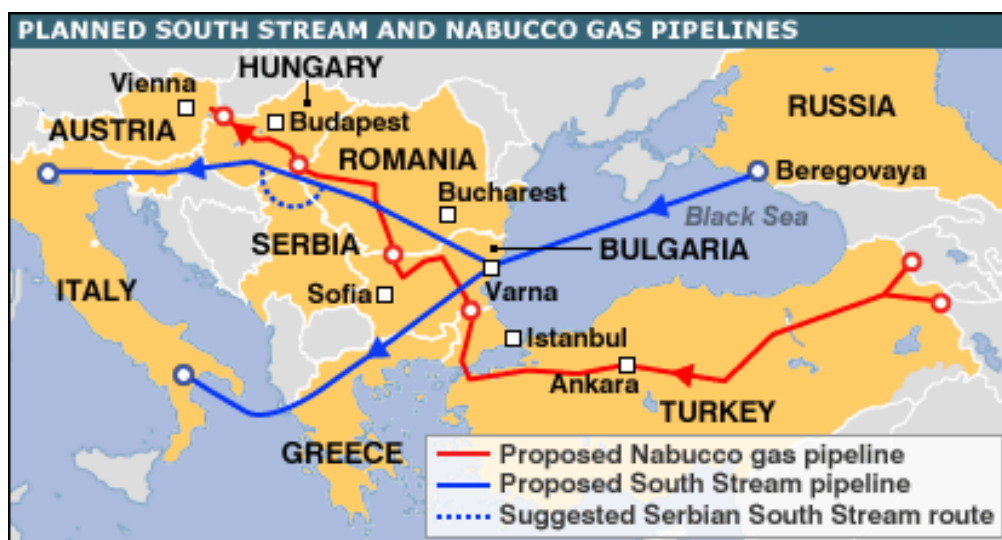 PLANNED SOUTH STREAM AND NABUCCO GAS PIPELINES
HUNGARY
Vienna
RUSSIA
AUSTRIA
Budapest
ROMANIA
Beregovaya
Bucharest
Black Sea
SERBIA
BULGARIA
ITALY
Sofia
Varna
Istanbul
Ankara
TURKEY
GREECE
Proposed Nabucco gas pipeline
Proposed South Stream pipeline
Suggested Serbian South Stream route